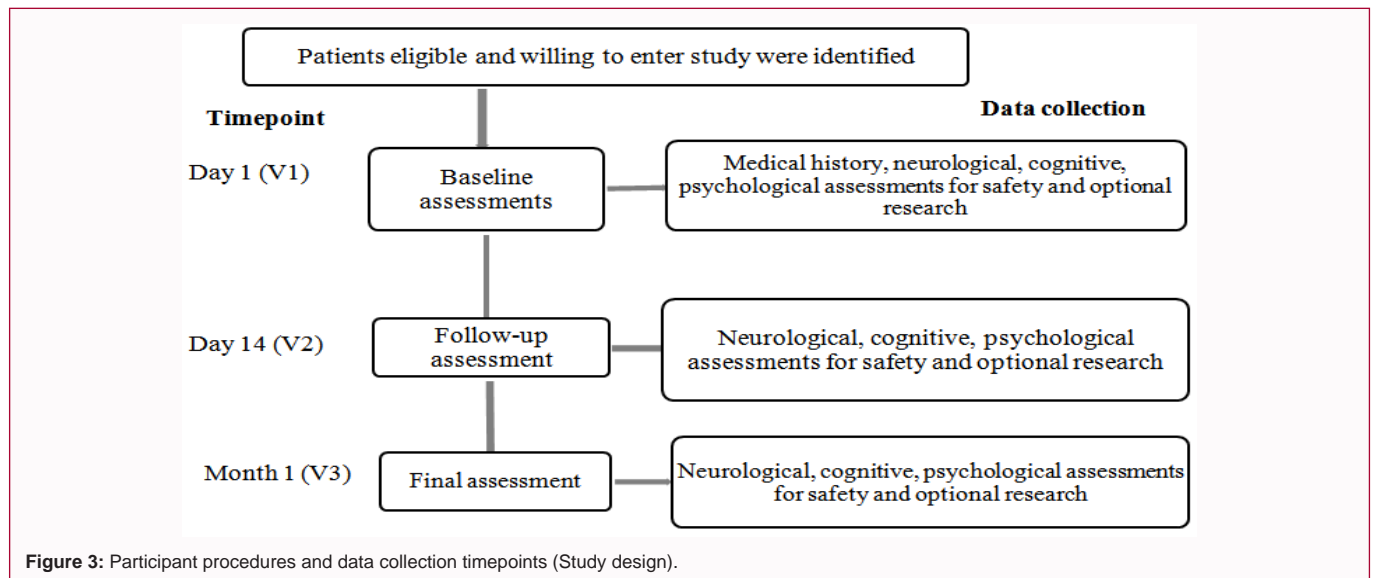 Patients eligible and willing to enter study were identified
Timepoint
Data collection
Day 1 (V1)
Baseline
assessments
Medical history, neurological, cognitive,
psychological assessments for safety and optional
research
Day 14 (V2)
Follow-up
assessment
Neurological, cognitive, psychological
assessments for safety and optional research
Month 1 (V3)
Final assessment
Neurological, cognitive, psychological assessments
for safety and optional research
Figure 3: Participant procedures and data collection timepoints (Study design).